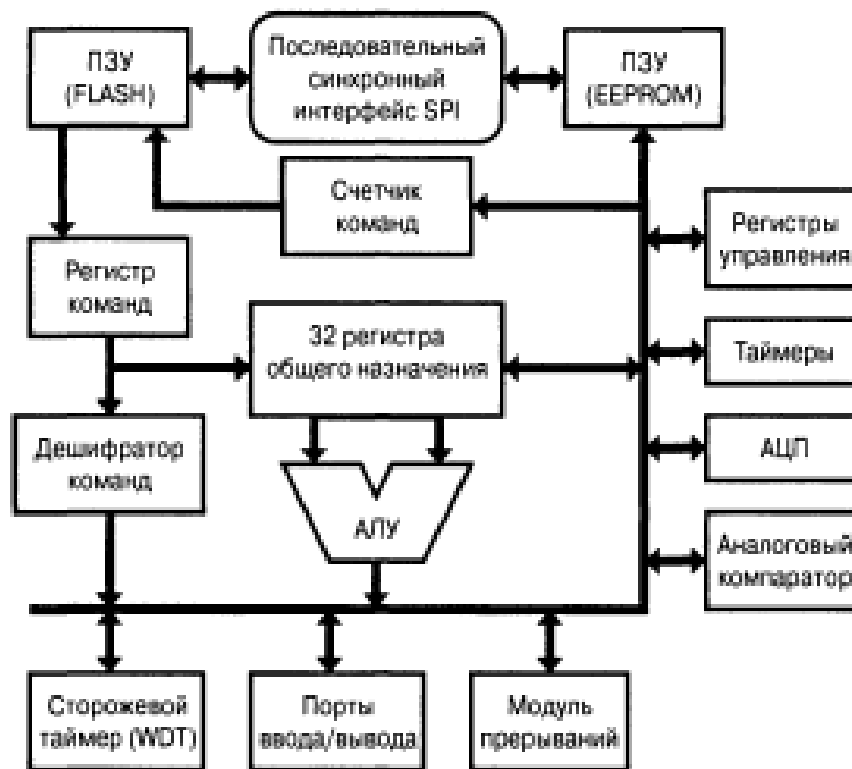 ПЗУ
(FLASH)
Последовательный
синхронный
интерфейс SPI
ПЗУ
(EEPROM)
Счетчик
команд
Регистры
управления
Регистр
команд
32 регистра
общего назначения
Таймеры
Дешифратор
команд
АЦП
АЛУ
Аналоговый
компаратор
Сторожевой
таймер (WDT)
Порты
ввода/вывода
Модуль
прерываний